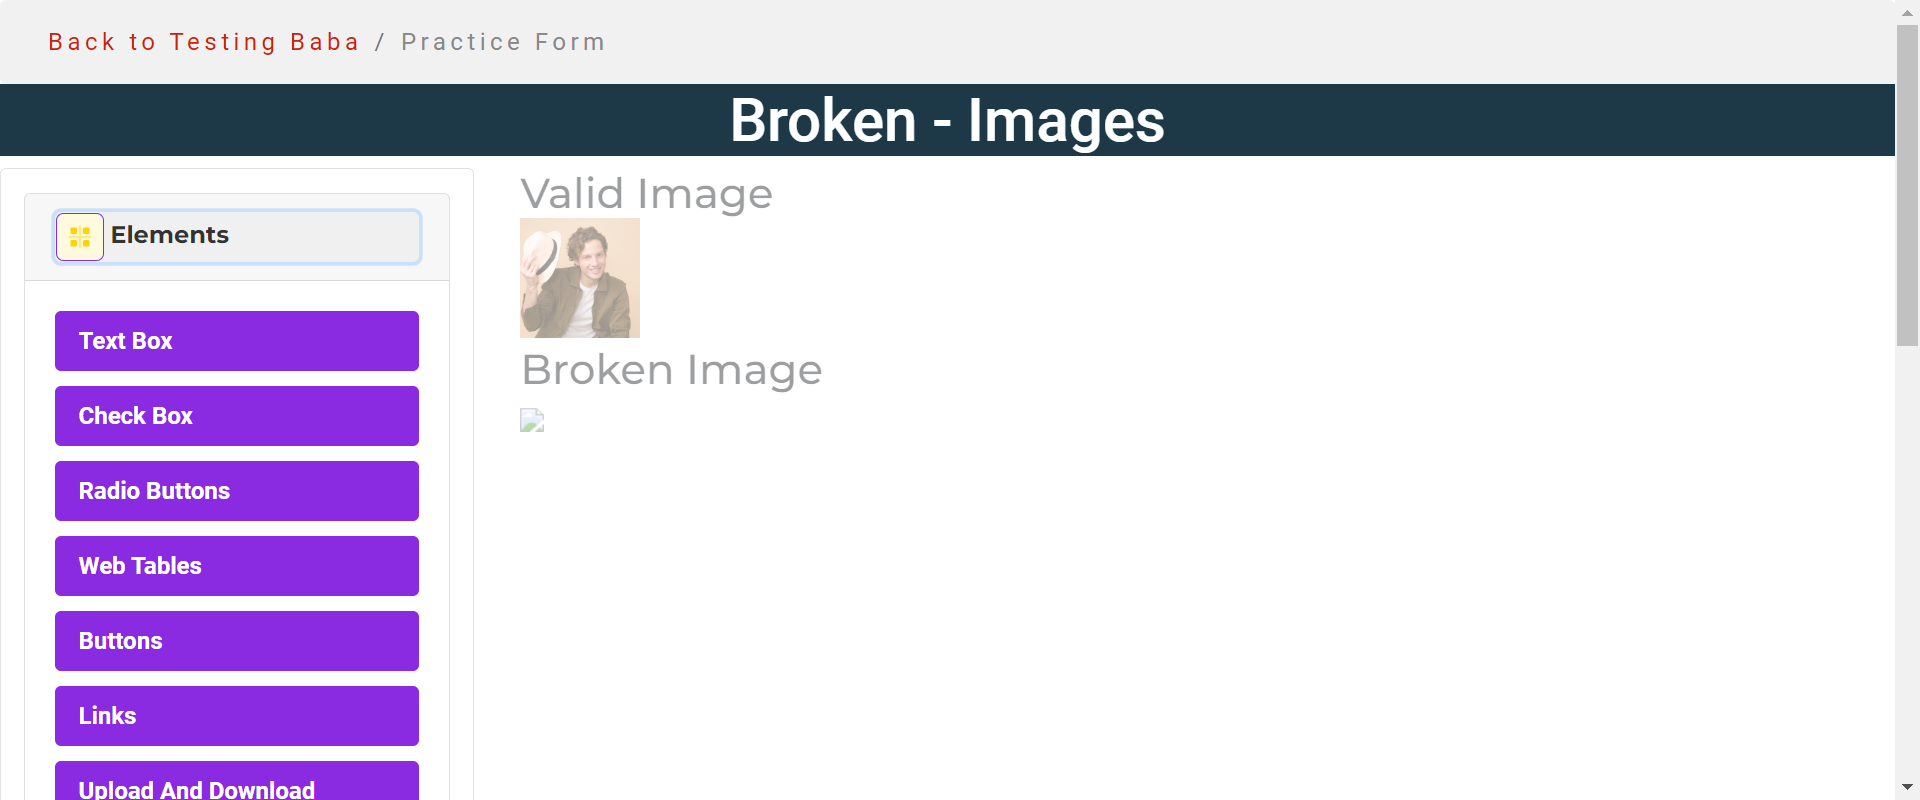 Back to Testing Baba / Practice Form
Broken - Images
Elements
Text Box
Check Box
Radio Buttons
Web Tables
Buttons
Links
Upload And Download
Valid Image
Broken Image